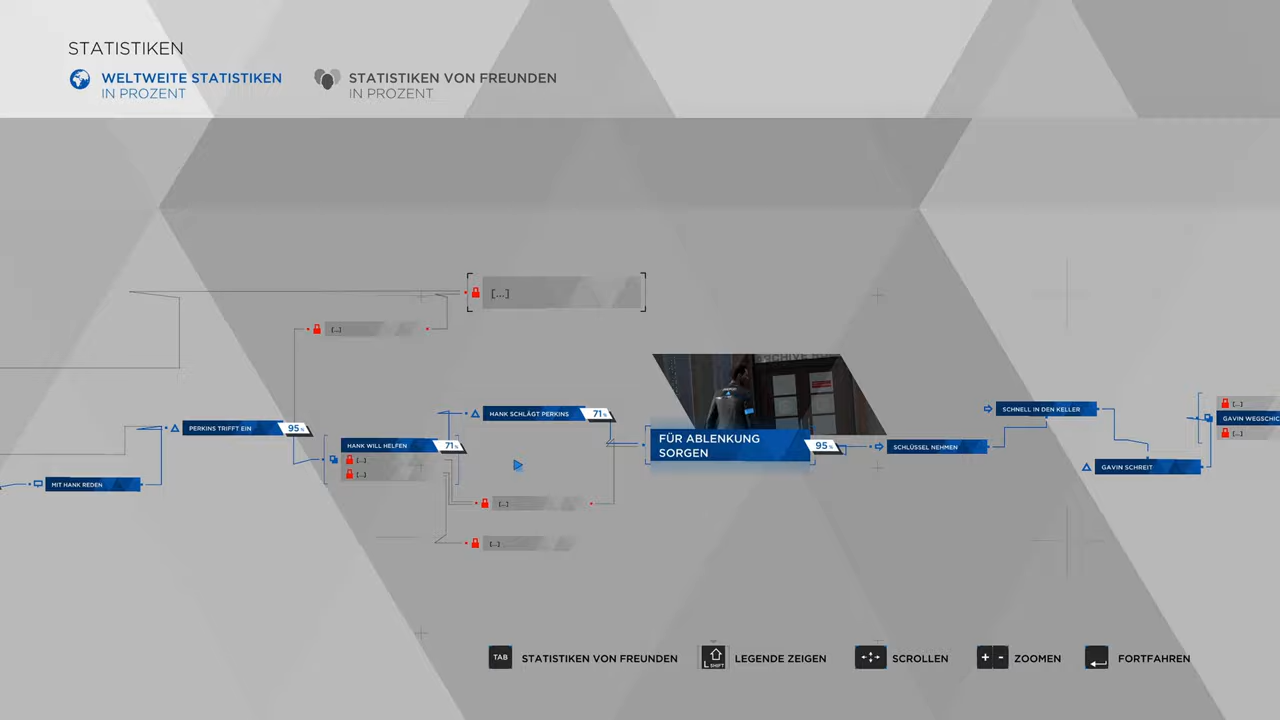 STATISTIKEN
WELTWEITE STATISTIKEN
IN PROZENT
STATISTIKEN VON FREUNDEN
IN PROZENT
[...]
[...]
ARCHIVE
HANK SCHLÄGT PERKINS 71%
SCHNELL IN DEN KELLER
[...]
GAVIN WEGSCHIC
[...]
PERKINS TRIFFT EIN 95%
HANK WILL HELFEN 71%
[...]
[...]
FÜR ABLENKUNG
SORGEN
95%
SCHLÜSSEL NEHMEN
GAVIN SCHREIT
MIT HANK REDEN
[...]
[...]
TAB STATISTIKEN VON FREUNDEN
L SHIFT LEGENDE ZEIGEN
SCROLLEN
+ - ZOOMEN
FORTFAHREN